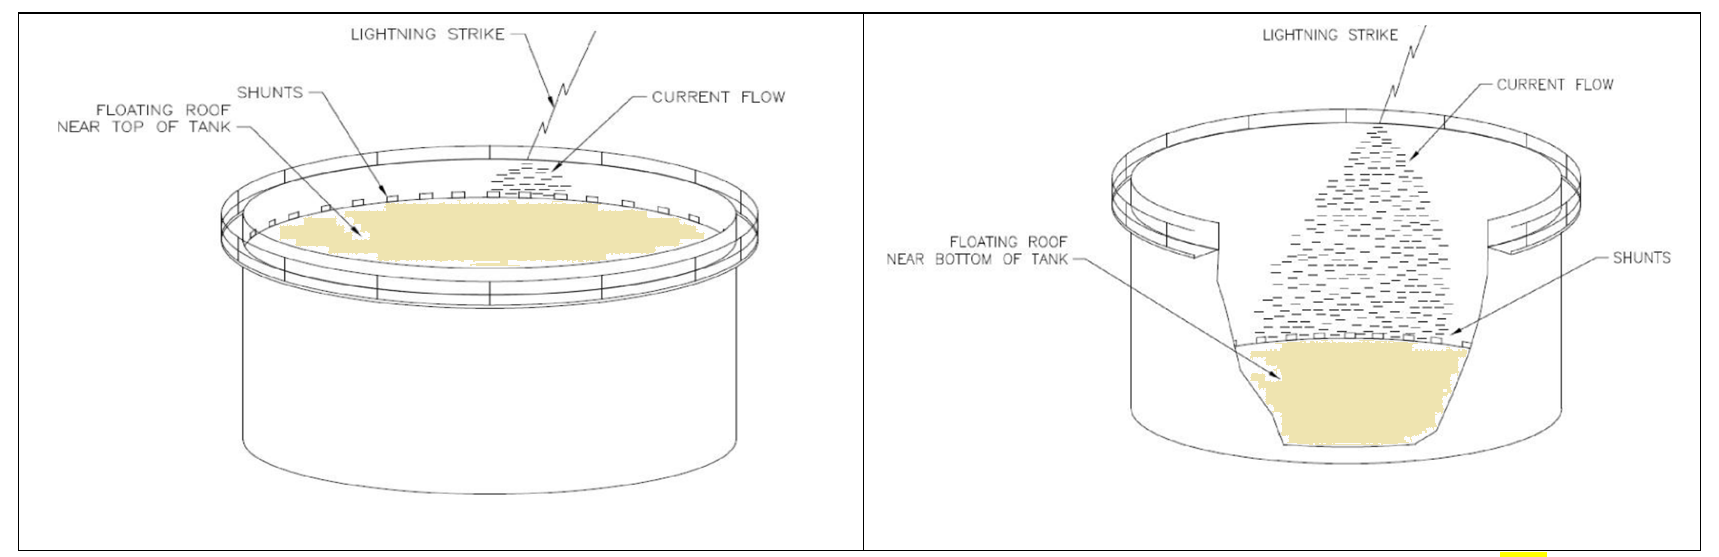 LIGHTNING STRIKE
SHUNTS
FLOATING ROOF
NEAR TOP OF TANK
CURRENT FLOW
LIGHTNING STRIKE
CURRENT FLOW
FLOATING ROOF
NEAR BOTTOM OF TANK
SHUNTS